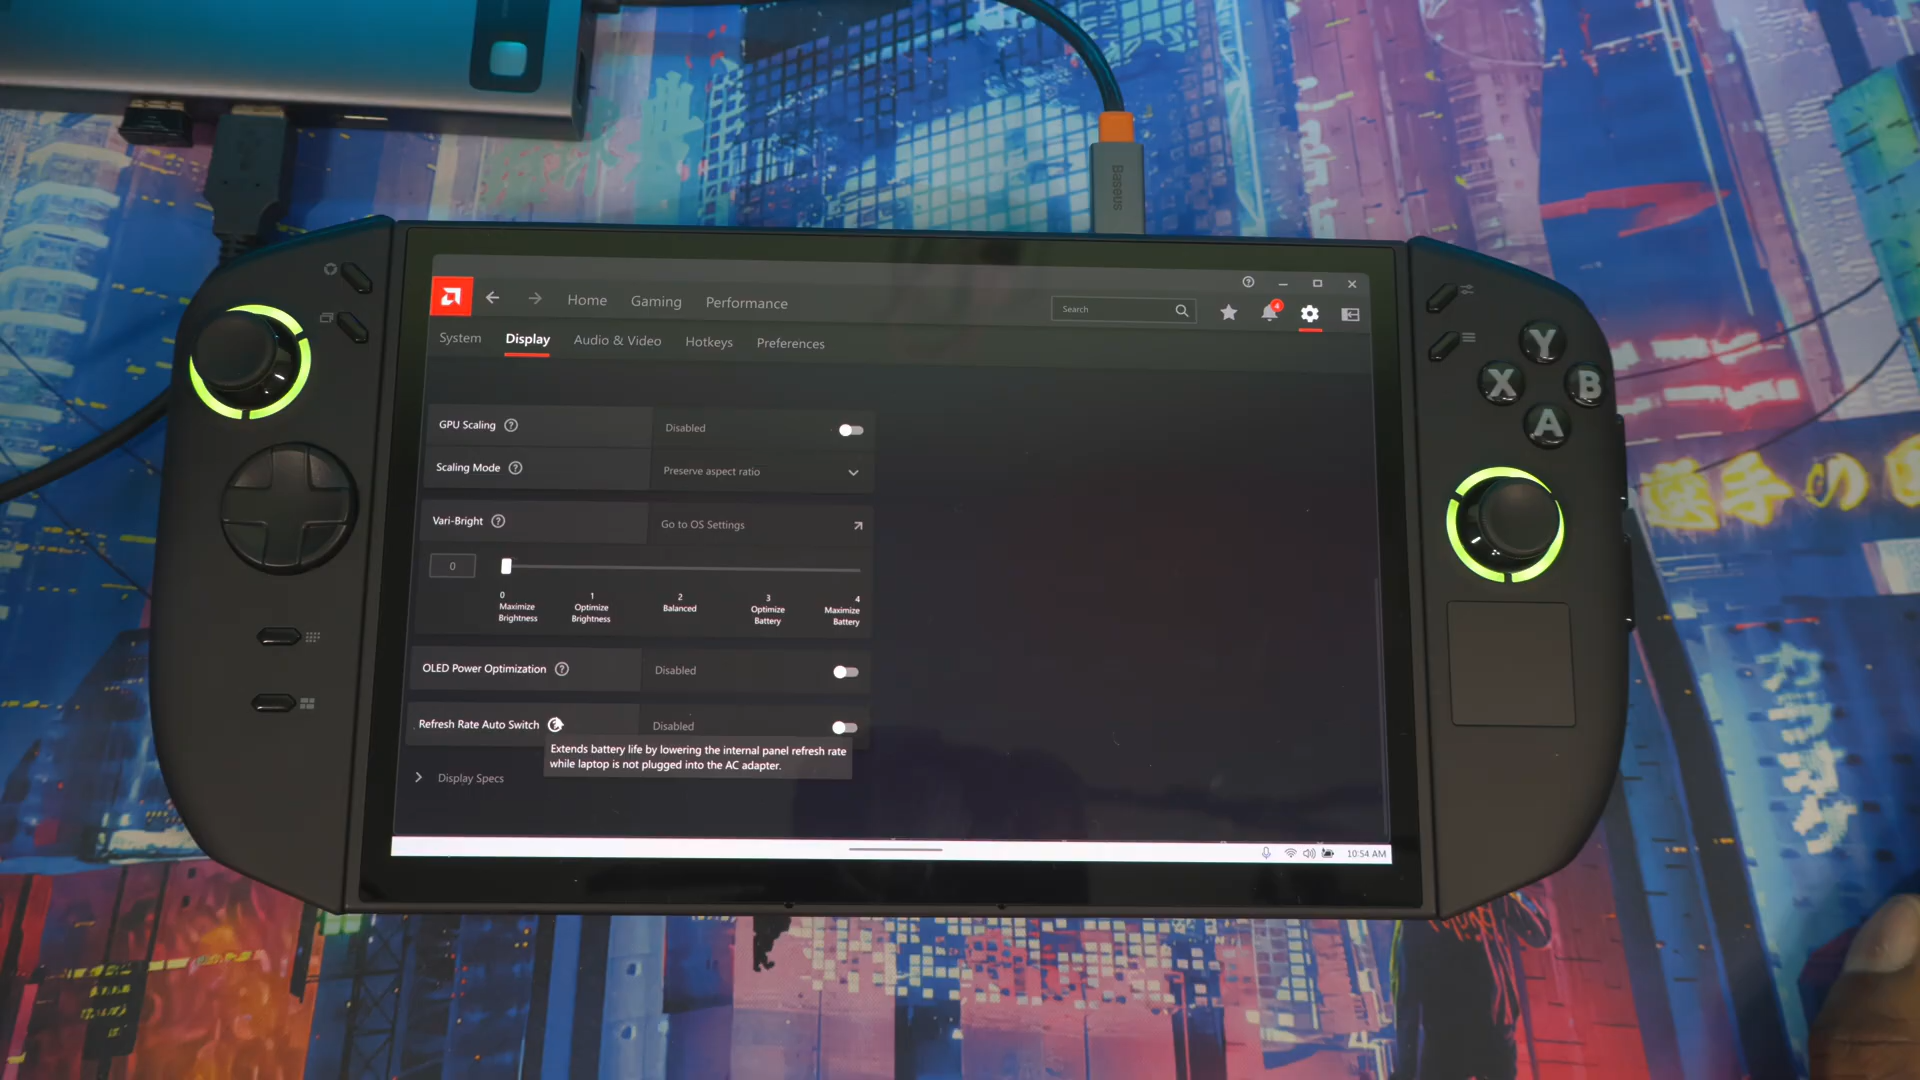 Baseus
Home Gaming Performance
Search
4
System Display Audio & Video Hotkeys Preferences
GPU Scaling ? Disabled
Scaling Mode ? Preserve aspect ratio
Vari-Bright ? Go to OS Settings
0
0 1 2 3 4
Maximize Brightness
Optimize Brightness
Balanced
Optimize Battery
Maximize Battery
OLED Power Optimization ? Disabled
Refresh Rate Auto Switch Disabled
Extends battery life by lowering the internal panel refresh rate
while laptop is not plugged into the AC adapter.
Display Specs
10:54 AM
Y
X
B
A